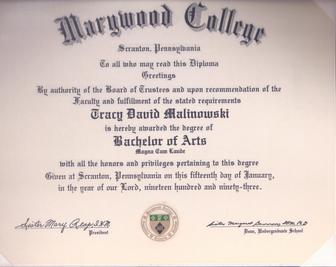 Marywood College
Scranton, Pennsylvania
To all who may read this Diploma
Greetings
By authority of the Board of Trustees and upon recommendation of the
Faculty and fulfillment of the stated requirements
Tracy David Malinowski
is hereby awarded the degree of
Bachelor of Arts
Magna Cum Laude
with all the honors and privileges pertaining to this degree
Given at Scranton, Pennsylvania on this fifteenth day of January,
in the year of our Lord, nineteen hundred and ninety-three.
Sister Mary Reap
President
Dean, Undergraduate School